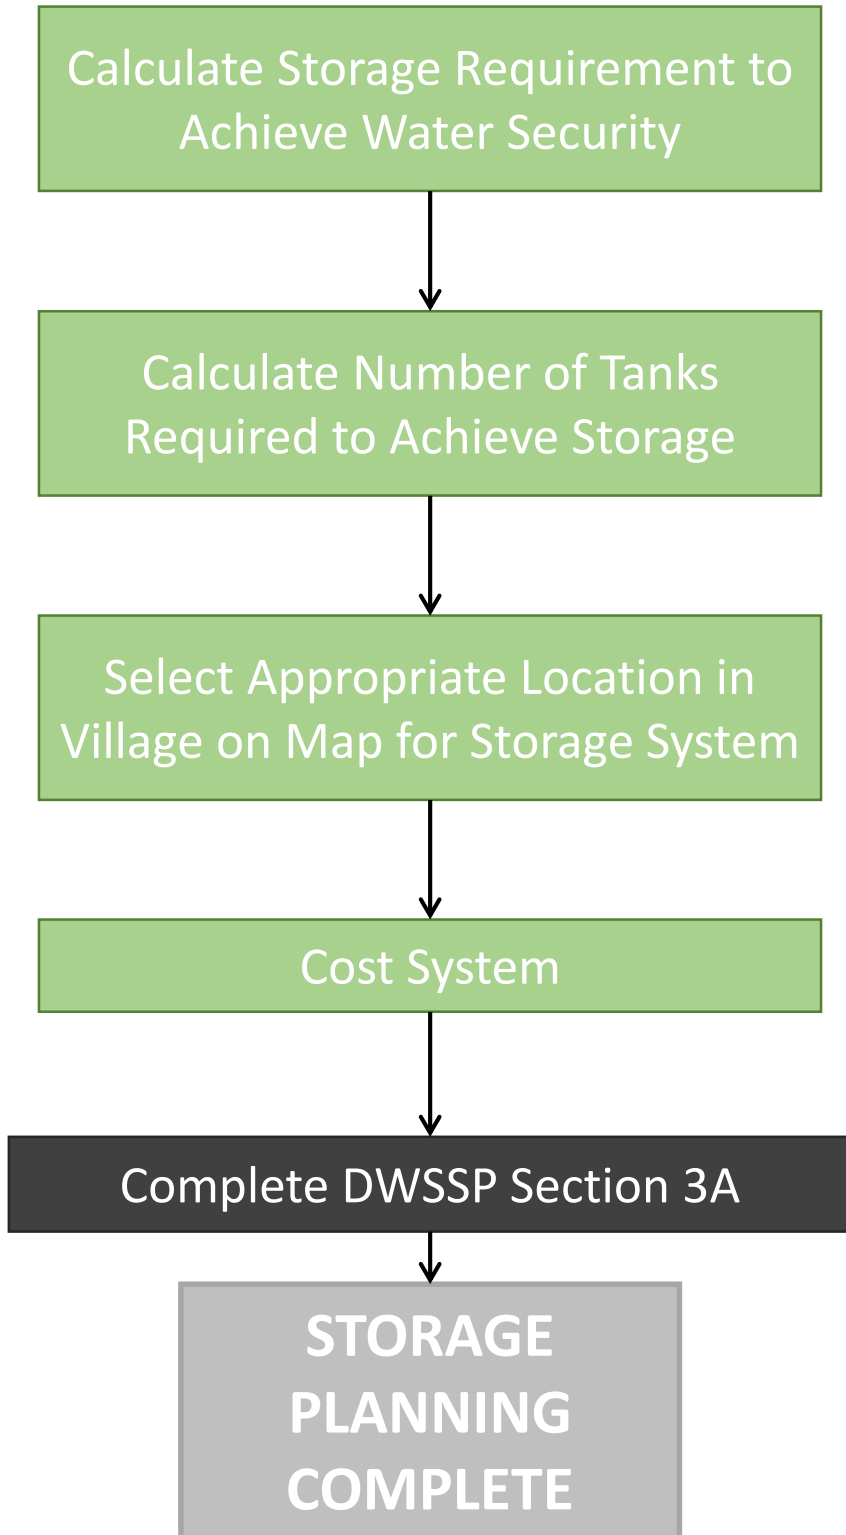 Calculate Storage Requirement to
Achieve Water Security
Calculate Number of Tanks
Required to Achieve Storage
Select Appropriate Location in
Village on Map for Storage System
Cost System
Complete DWSSP Section 3A
STORAGE
PLANNING
COMPLETE